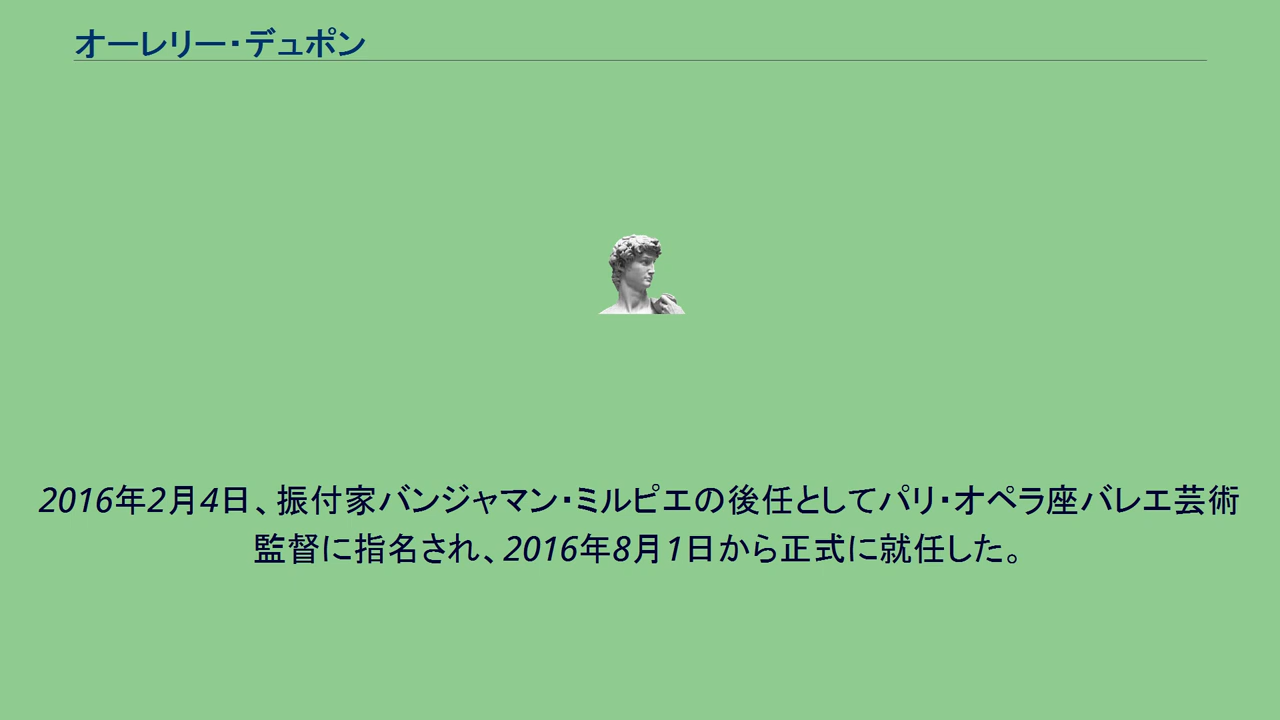 オーレリー・デュポン
2016年2月4日、振付家バンジャマン・ミルピエの後任としてパリ・オペラ座バレエ芸術
監督に指名され、2016年8月1日から正式に就任した。